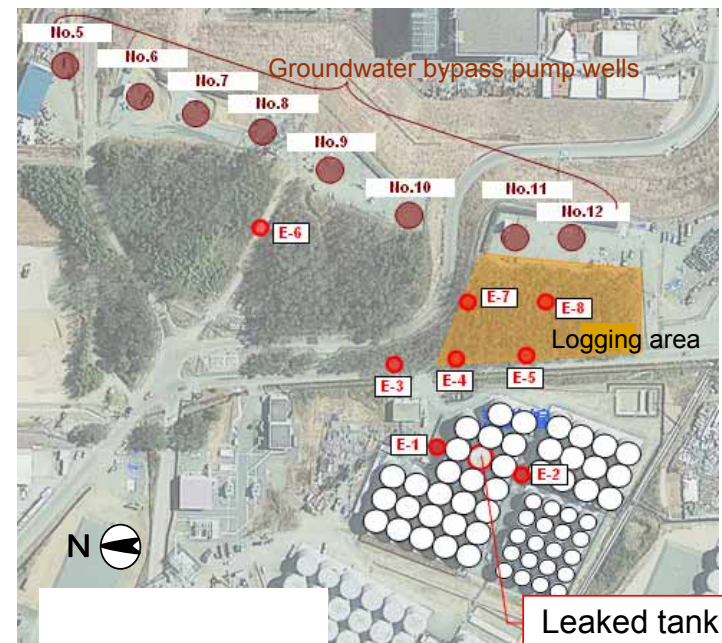 No.5
No.6
No.7
Groundwater bypass pump wells
No.8
No.9
No.10
No.11
No.12
E-6
E-7
E-8
Logging area
E-3
E-4
E-5
E-1
E-2
N
Leaked tank